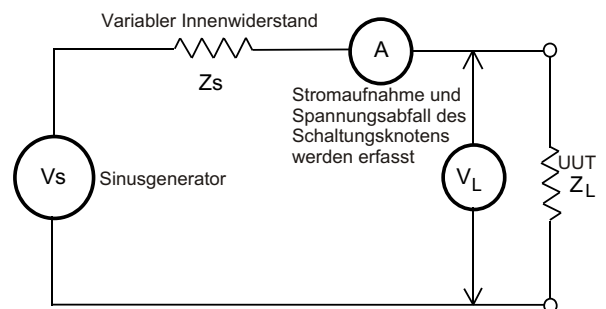 Variabler Innenwiderstand
Zs
A
Stromaufnahme und
Spannungsabfall des
Schaltungsknotens
werden erfasst
Vs
Sinusgenerator
VL
UUT
ZL